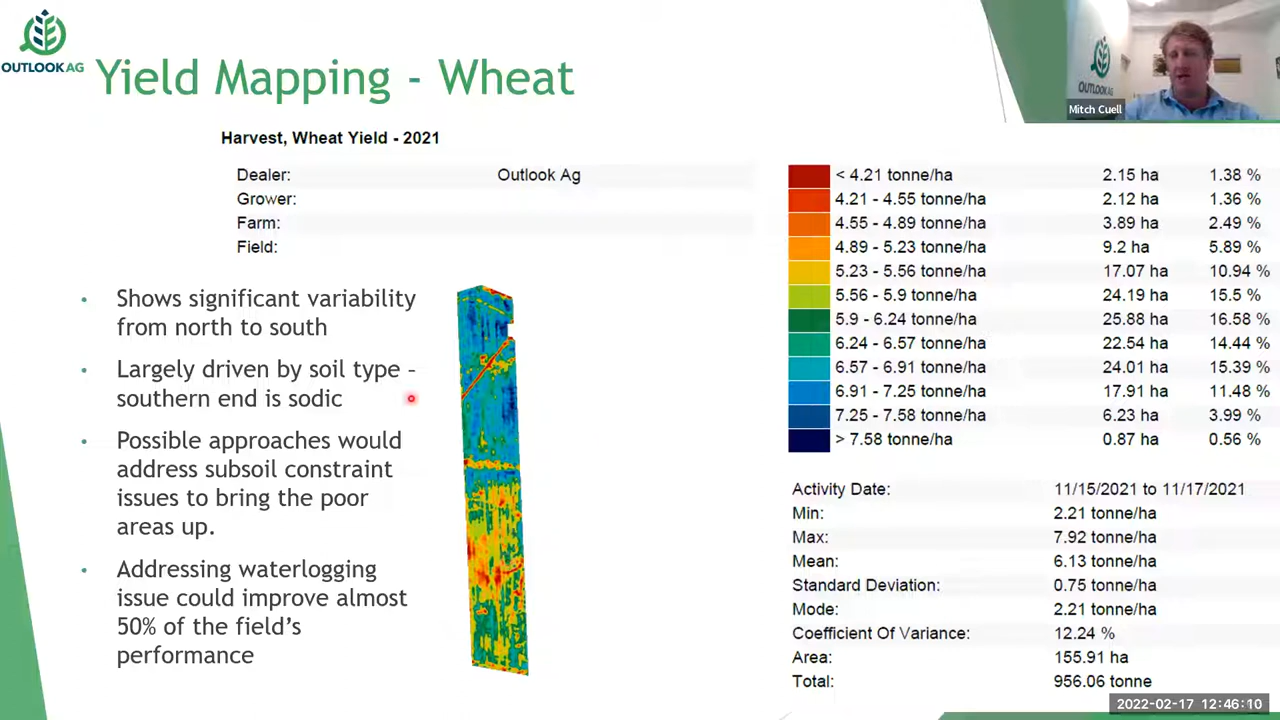 OUTLOOKAG
Yield Mapping - Wheat
OUTLOOKAG
Mitch Cuell
Harvest, Wheat Yield - 2021
Dealer: Outlook Ag
Grower:
Farm:
Field:
• Shows significant variability
from north to south
• Largely driven by soil type –
southern end is sodic
• Possible approaches would
address subsoil constraint
issues to bring the poor
areas up.
• Addressing waterlogging
issue could improve almost
50% of the field's
performance
< 4.21 tonne/ha 2.15 ha 1.38 %
4.21 - 4.55 tonne/ha 2.12 ha 1.36 %
4.55 - 4.89 tonne/ha 3.89 ha 2.49 %
4.89 - 5.23 tonne/ha 9.2 ha 5.89 %
5.23 - 5.56 tonne/ha 17.07 ha 10.94 %
5.56 - 5.9 tonne/ha 24.19 ha 15.5 %
5.9 - 6.24 tonne/ha 25.88 ha 16.58 %
6.24 - 6.57 tonne/ha 22.54 ha 14.44 %
6.57 - 6.91 tonne/ha 24.01 ha 15.39 %
6.91 - 7.25 tonne/ha 17.91 ha 11.48 %
7.25 - 7.58 tonne/ha 6.23 ha 3.99 %
> 7.58 tonne/ha 0.87 ha 0.56 %
Activity Date: 11/15/2021 to 11/17/2021
Min: 2.21 tonne/ha
Max: 7.92 tonne/ha
Mean: 6.13 tonne/ha
Standard Deviation: 0.75 tonne/ha
Mode: 2.21 tonne/ha
Coefficient Of Variance: 12.24 %
Area: 155.91 ha
Total: 956.06 tonne
2022-02-17 12:46:10